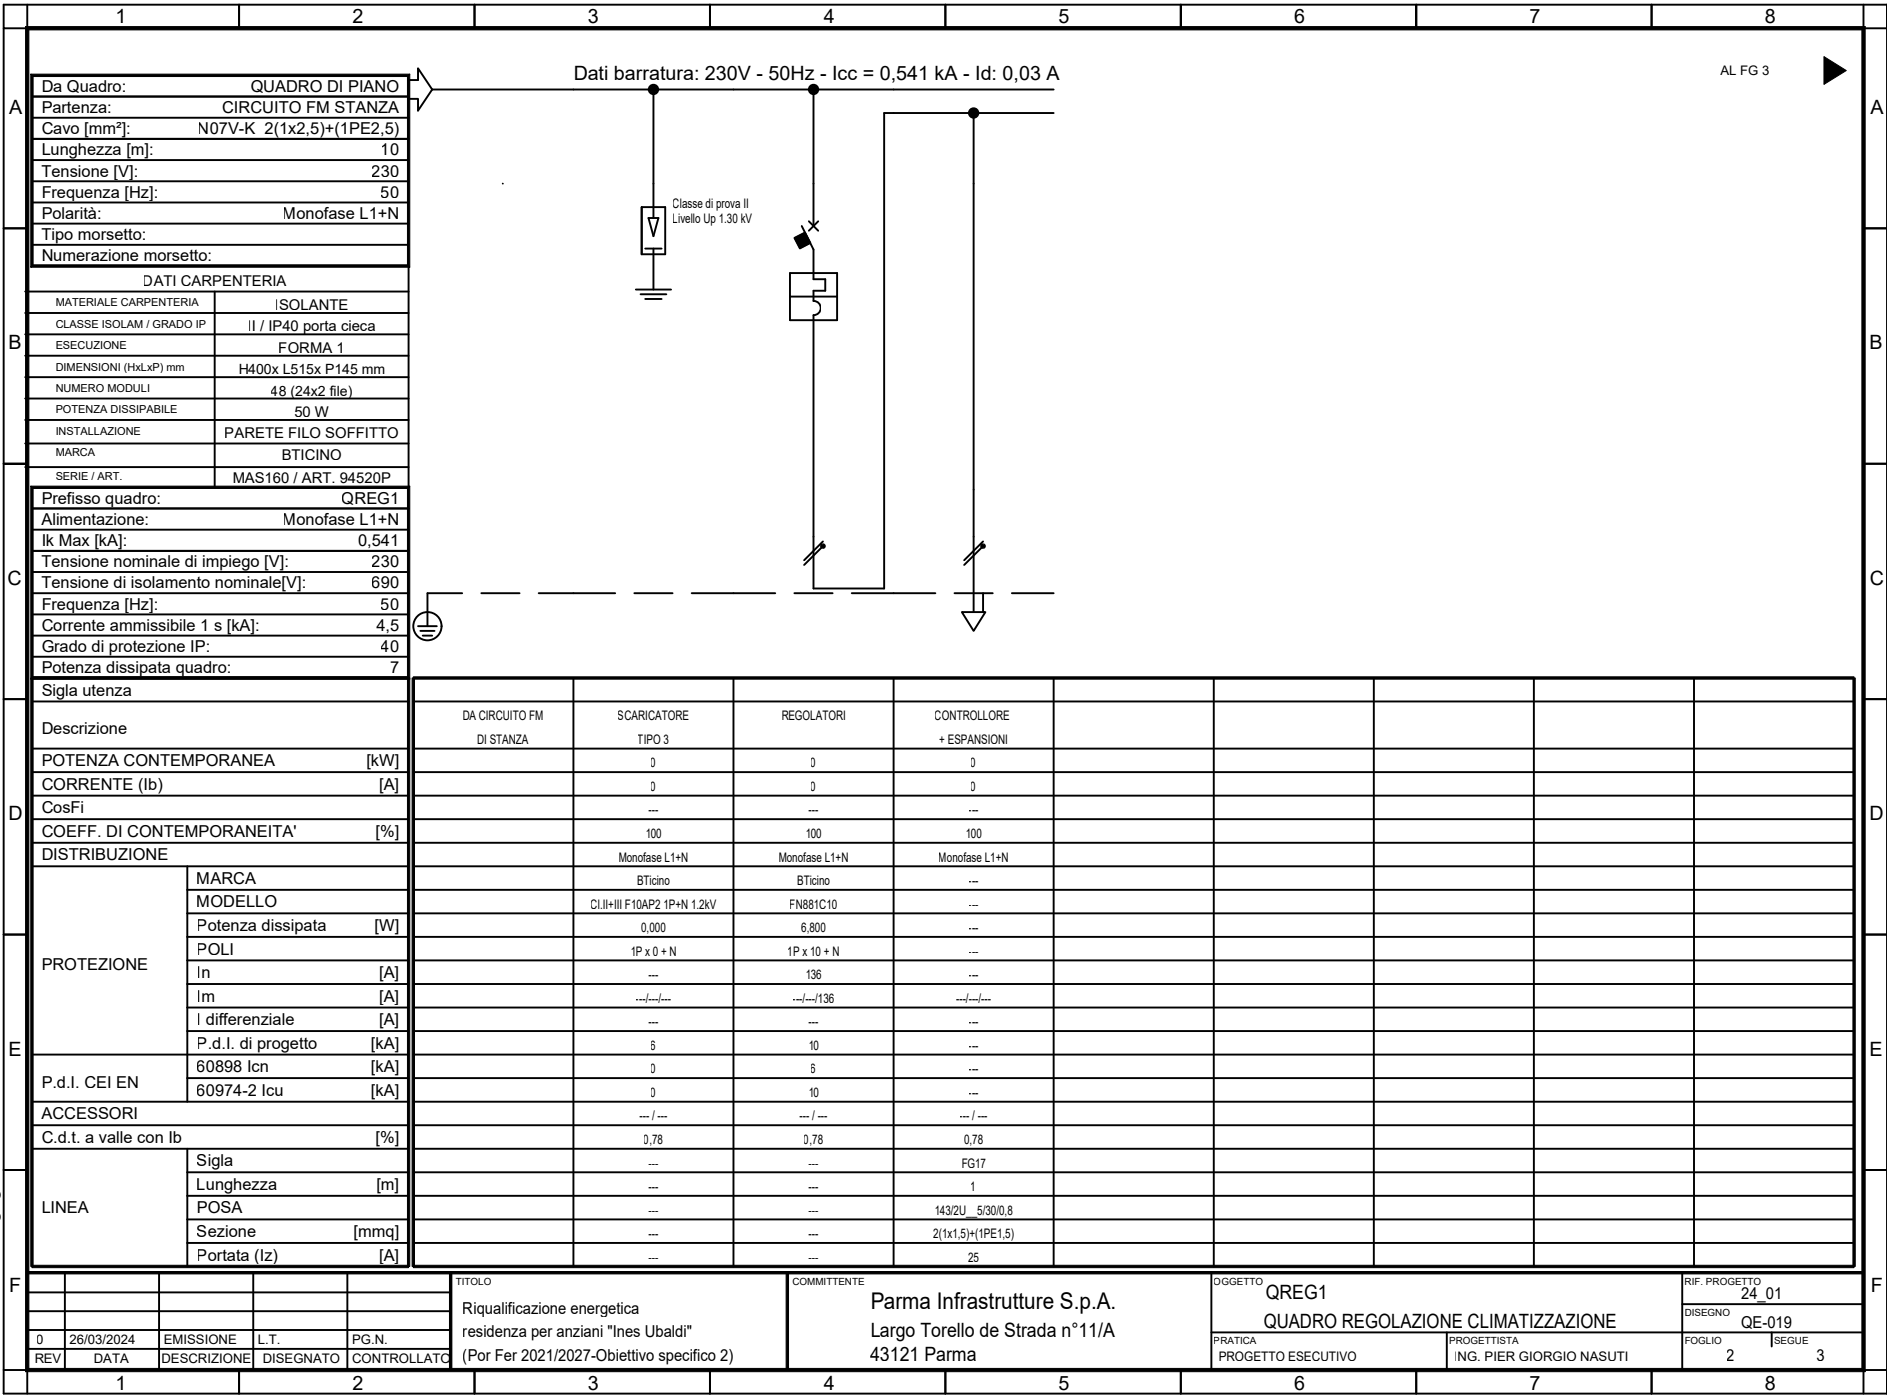 1 2 3 4 5 6 7 8
A
Dati barratura: 230V - 50Hz - Icc = 0,541 kA - Id: 0,03 A
AL FG 3
A
Da Quadro: QUADRO DI PIANO
Partenza: CIRCUITO FM STANZA
Cavo [mm²]: N07V-K 2(1x2,5)+(1PE2,5)
Lunghezza [m]: 10
Tensione [V]: 230
Frequenza [Hz]: 50
Polarità: Monofase L1+N
Tipo morsetto:
Numerazione morsetto:
Classe di prova II
Livello Up 1.30 kV
DATI CARPENTERIA
MATERIALE CARPENTERIA ISOLANTE
CLASSE ISOLAM / GRADO IP II / IP40 porta cieca
B
B
ESECUZIONE FORMA 1
DIMENSIONI (HxLxP) mm H400x L515x P145 mm
NUMERO MODULI 48 (24x2 file)
POTENZA DISSIPABILE 50 W
INSTALLAZIONE PARETE FILO SOFFITTO
MARCA BTICINO
SERIE / ART. MAS160 / ART. 94520P
Prefisso quadro: QREG1
Alimentazione: Monofase L1+N
Ik Max [kA]: 0,541
Tensione nominale di impiego [V]: 230
C
C
Tensione di isolamento nominale[V]: 690
Frequenza [Hz]: 50
Corrente ammissibile 1 s [kA]: 4,5
Grado di protezione IP: 40
Potenza dissipata quadro: 7
Sigla utenza
Descrizione
DA CIRCUITO FM
DI STANZA
SCARICATORE
TIPO 3
REGOLATORI
CONTROLLORE
+ ESPANSIONI
POTENZA CONTEMPORANEA [kW] 0 0 0
CORRENTE (Ib) [A] 0 0 0
D
D
CosFi --- --- ---
COEFF. DI CONTEMPORANEITA' [%] 100 100 100
DISTRIBUZIONE Monofase L1+N Monofase L1+N Monofase L1+N
PROTEZIONE
MARCA BTicino BTicino ---
MODELLO Cl.II+III F10AP2 1P+N 1.2kV FN881C10 ---
Potenza dissipata [W] 0,000 6,800 ---
POLI 1P x 0 + N 1P x 10 + N ---
In [A] --- 136 ---
Im [A] ---/---/--- ---/---/136 ---/---/---
I differenziale [A] --- --- ---
E
E
P.d.I. di progetto [kA] 6 10 ---
P.d.I. CEI EN
60898 Icn [kA] 0 6 ---
60974-2 Icu [kA] 0 10 ---
ACCESSORI --- / --- --- / --- --- / ---
C.d.t. a valle con Ib [%] 0,78 0,78 0,78
LINEA
Sigla --- --- FG17
Lunghezza [m] --- --- 1
POSA --- --- 143/2U__5/30/0,8
Sezione [mmq] --- --- 2(1x1,5)+(1PE1,5)
Portata (Iz) [A] --- --- 25
F
F
0 26/03/2024 EMISSIONE L.T. PG.N.
REV DATA DESCRIZIONE DISEGNATO CONTROLLATO
TITOLO
Riqualificazione energetica
residenza per anziani "Ines Ubaldi"
(Por Fer 2021/2027-Obiettivo specifico 2)
COMMITTENTE
Parma Infrastrutture S.p.A.
Largo Torello de Strada n°11/A
43121 Parma
OGGETTO QREG1
QUADRO REGOLAZIONE CLIMATIZZAZIONE
PRATICA
PROGETTO ESECUTIVO
PROGETTISTA
ING. PIER GIORGIO NASUTI
RIF. PROGETTO
24_01
DISEGNO
QE-019
FOGLIO
2
SEGUE
3
1 2 3 4 5 6 7 8